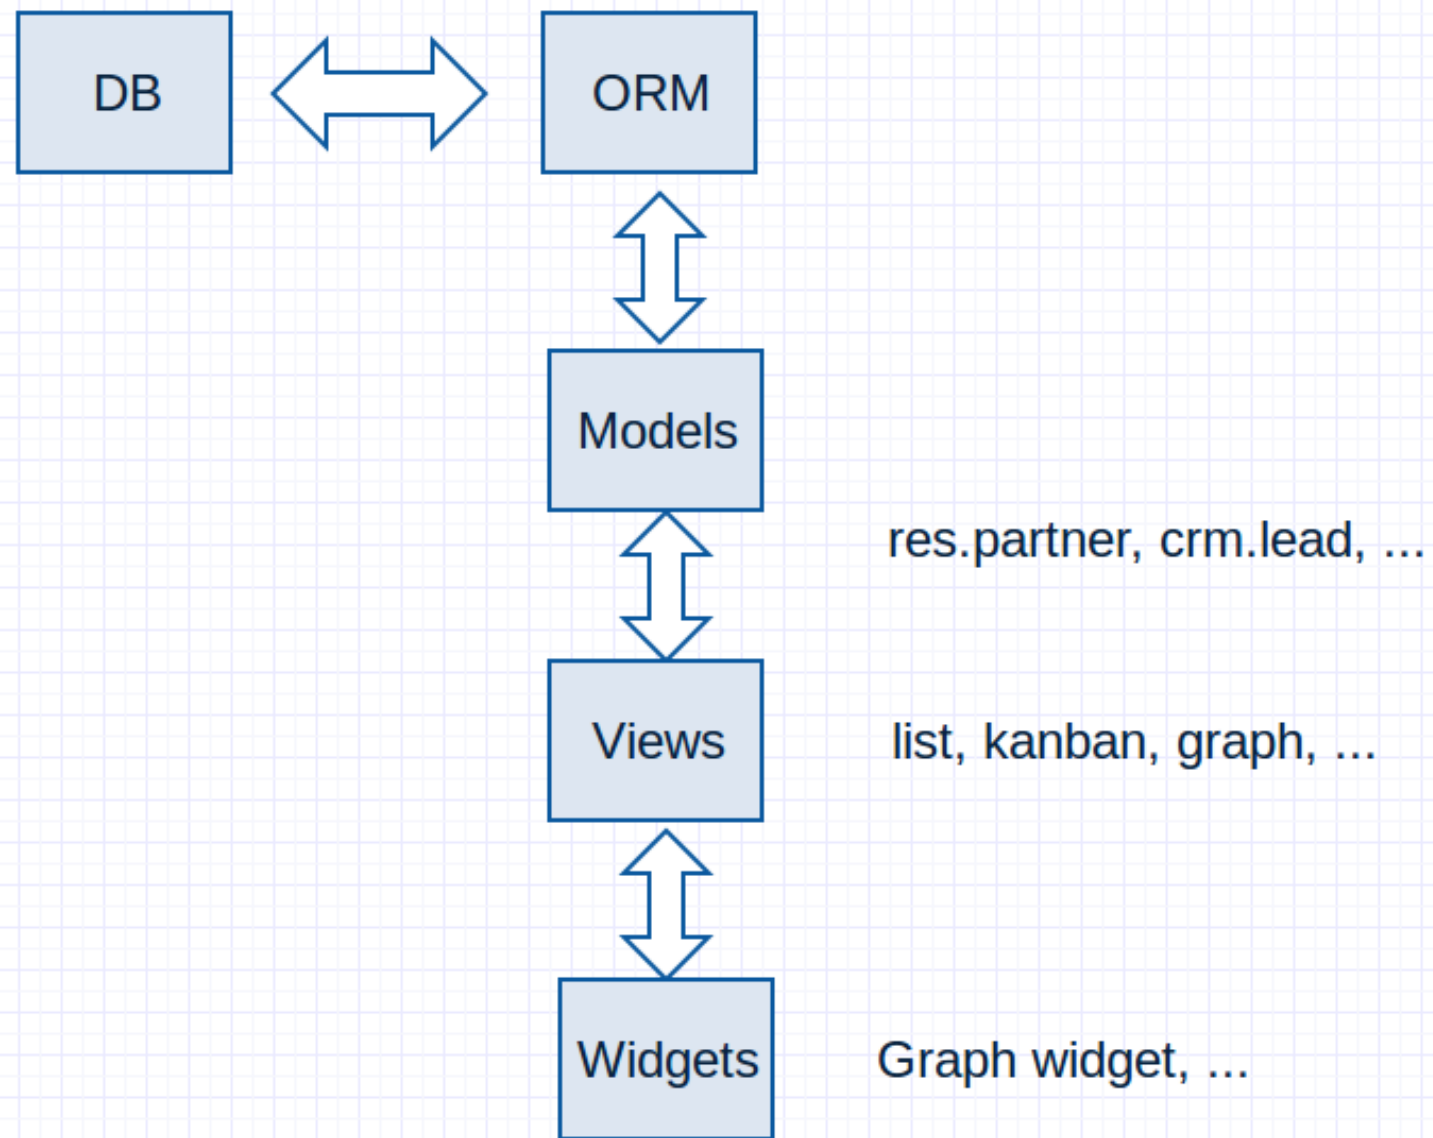 DB
ORM
Models
res.partner, crm.lead, ...
Views
list, kanban, graph, ...
Widgets
Graph widget, ...